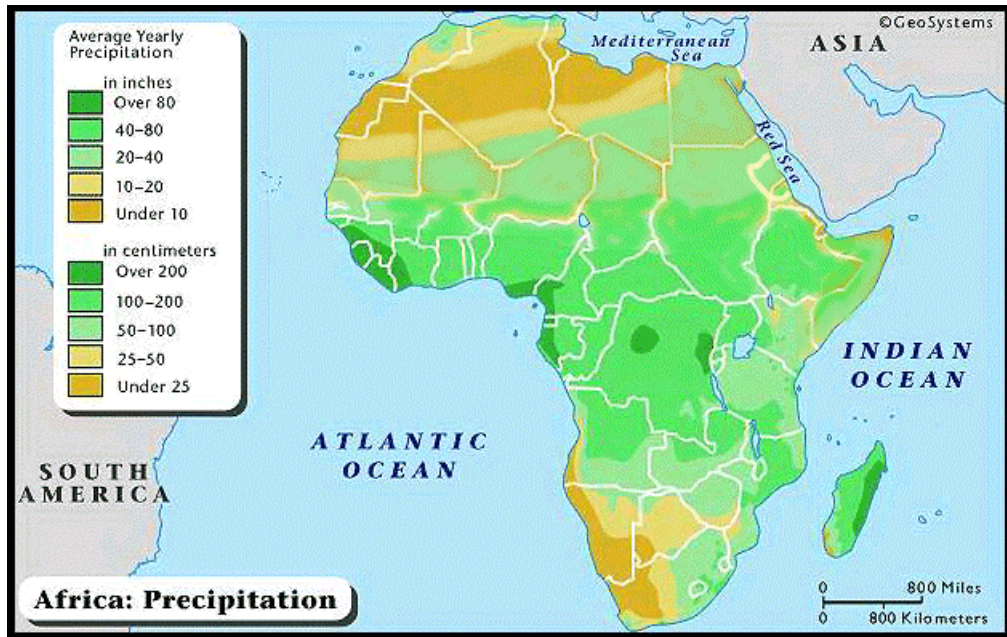 ©GeoSystems
Average Yearly
Precipitation
in inches
Over 80
40–80
20–40
10–20
Under 10
in centimeters
Over 200
100–200
50–100
25–50
Under 25
Mediterranean
Sea
ASIA
Red Sea
INDIAN
OCEAN
ATLANTIC
OCEAN
SOUTH
AMERICA
Africa: Precipitation
0 800 Miles
0 800 Kilometers